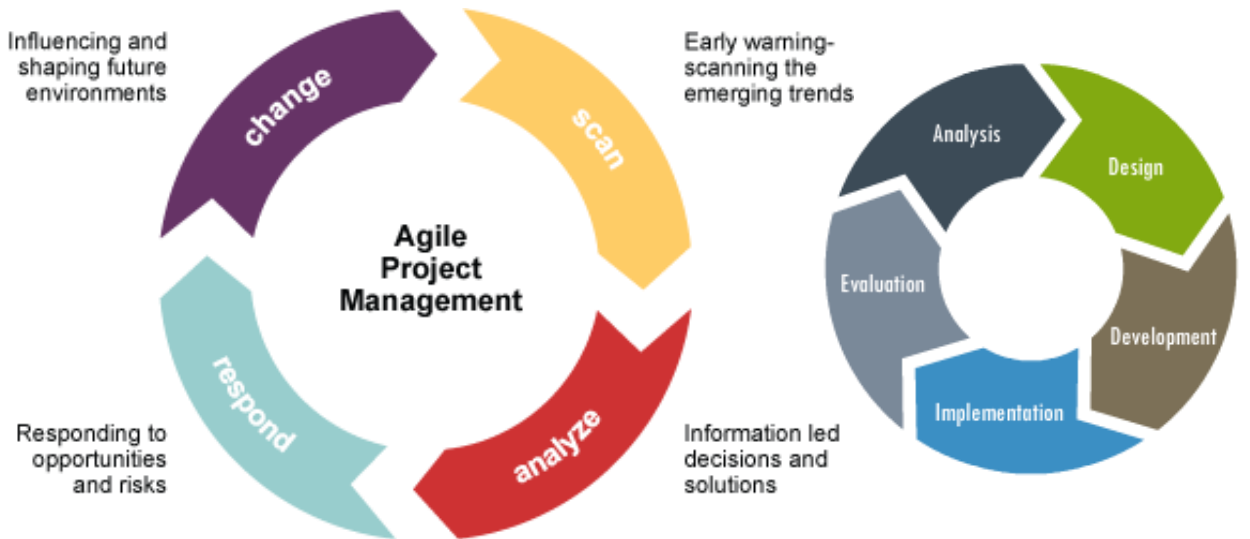 Influencing and
shaping future
environments
change
scan
Early warning-
scanning the
emerging trends
Agile
Project
Management
respond
analyze
Responding to
opportunities
and risks
Information led
decisions and
solutions
Analysis
Design
Evaluation
Development
Implementation